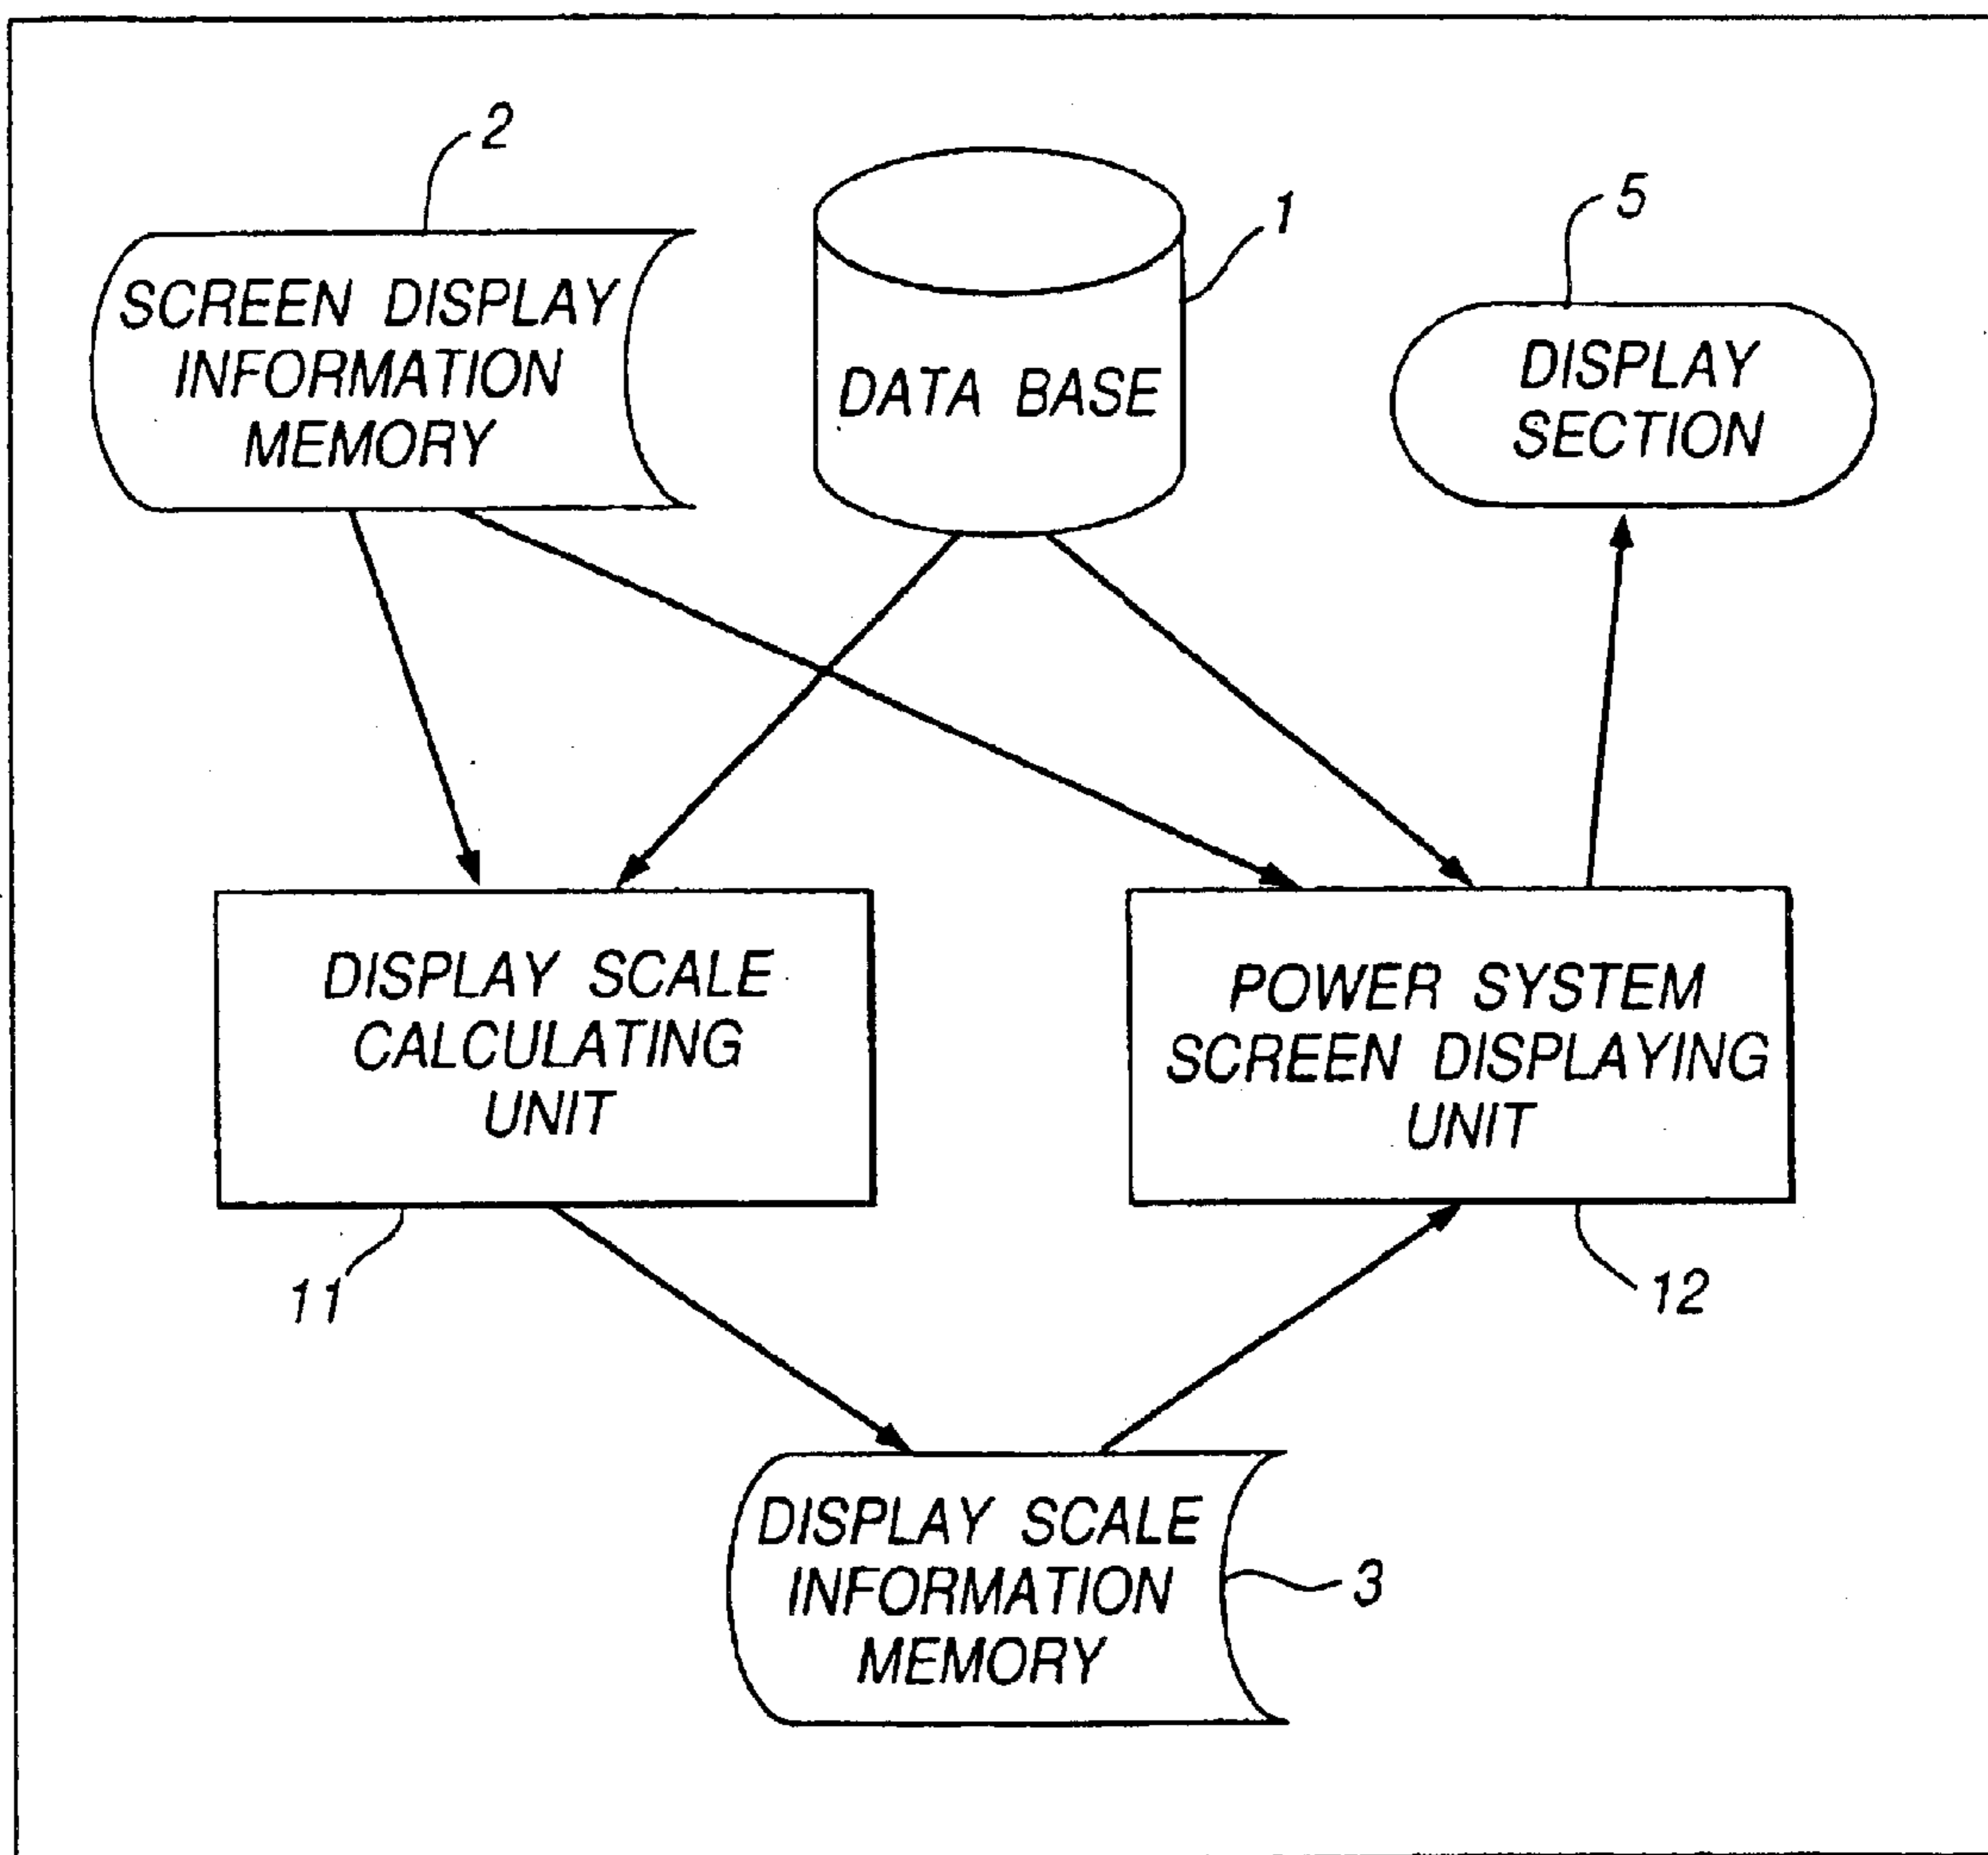 2
1
5
SCREEN DISPLAY
INFORMATION
MEMORY
DATA BASE
DISPLAY
SECTION
DISPLAY SCALE
CALCULATING
UNIT
POWER SYSTEM
SCREEN DISPLAYING
UNIT
11
12
DISPLAY SCALE
INFORMATION
MEMORY
3